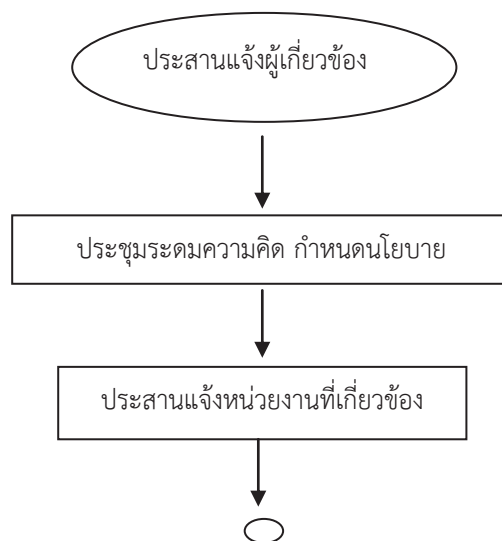 ประสานแจ้งผู้เกี่ยวข้อง
ประชุมระดมความคิด กำหนดนโยบาย
ประสานแจ้งหน่วยงานที่เกี่ยวข้อง